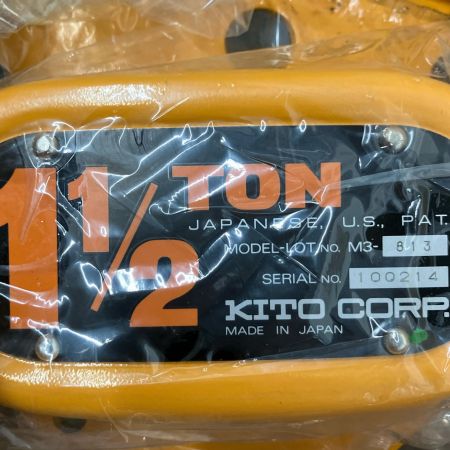 1 1/2 TON
JAPANESE, U.S., PAT.
MODEL-LOT No. M3- 813
SERIAL No. 100214
KITO CORP.
MADE IN JAPAN